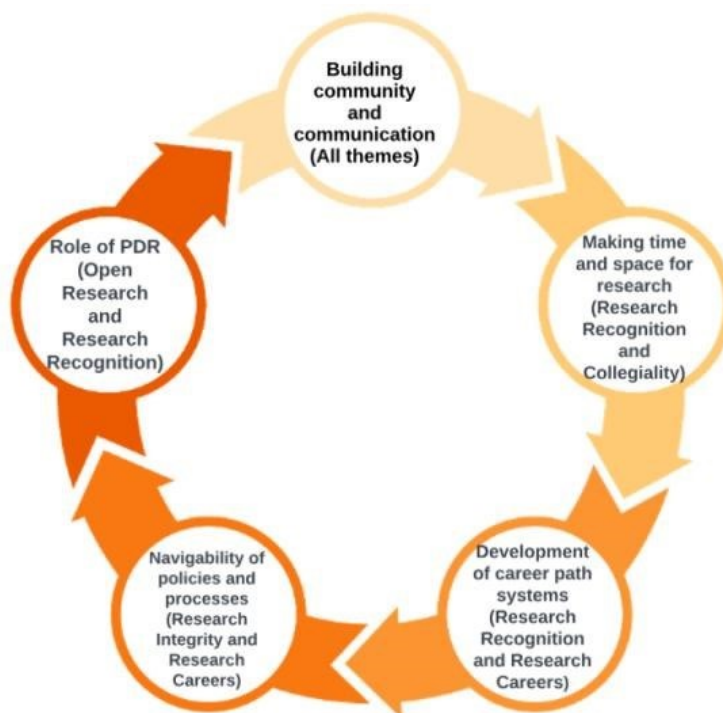 Building
community
and
communication
(All themes)
Making time
and space for
research
(Research
Recognition
and
Collegiality)
Development
of career path
systems
(Research
Recognition
and Research
Careers)
Navigability of
policies and
processes
(Research
Integrity and
Research
Careers)
Role of PDR
(Open
Research
and
Research
Recognition)